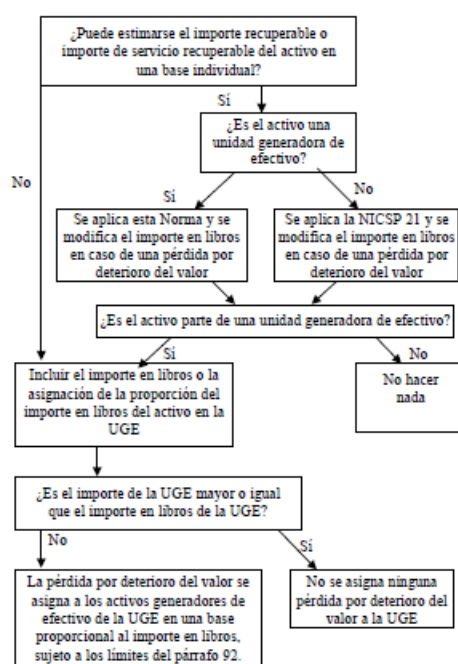 ¿Puede estimarse el importe recuperable o
importe de servicio recuperable del activo en
una base individual?
Sí
¿Es el activo una
unidad generadora de
efectivo?
No
Sí
No
Se aplica esta Norma y se
modifica el importe en libros
en caso de una pérdida por
deterioro del valor
Se aplica la NICSP 21 y se
modifica el importe en libros
en caso de una pérdida por
deterioro del valor
¿Es el activo parte de una unidad generadora de efectivo?
Sí
No
Incluir el importe en libros o la
asignación de la proporción del
importe en libros del activo en la
UGE
No hacer
nada
¿Es el importe de la UGE mayor o igual
que el importe en libros de la UGE?
No
Sí
La pérdida por deterioro del valor se
asigna a los activos generadores de
efectivo de la UGE en una base
proporcional al importe en libros,
sujeto a los límites del párrafo 92.
No se asigna ninguna
pérdida por deterioro del
valor a la UGE